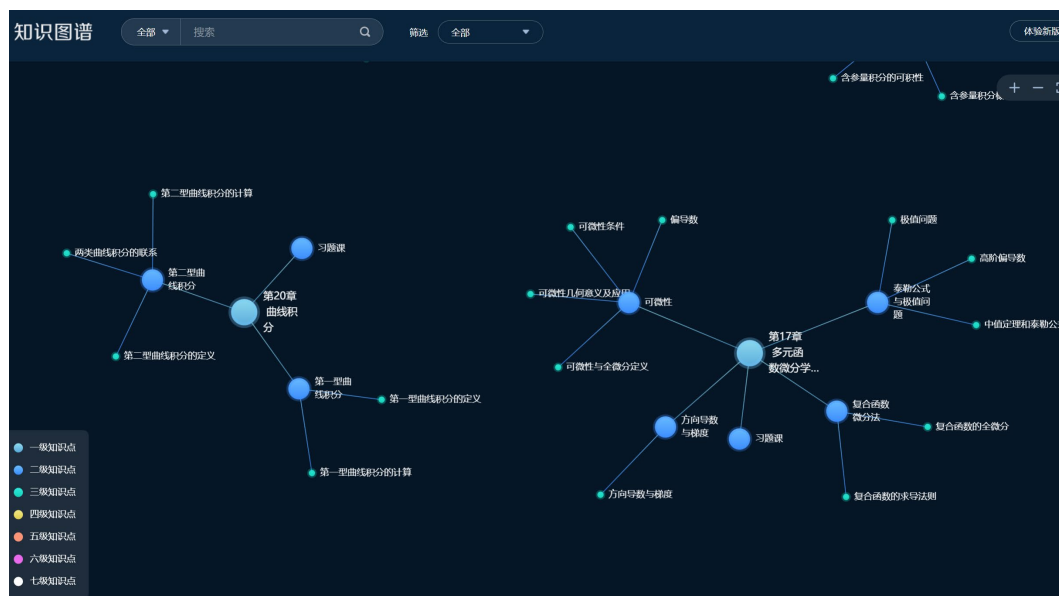 知识图谱
全部
搜索
筛选
全部
体验新版
含参量积分的可积性
含参量积分
第二型曲线积分的计算
两类曲线积分的联系
第二型曲
线积分
习题课
第20章
曲线积
分
第二型曲线积分的定义
第一型曲
线积分
第一型曲线积分的定义
第一型曲线积分的计算
可微性条件
偏导数
可微性几何意义及应用
可微性
可微性与全微分定义
极值问题
高阶偏导数
泰勒公式
与极值问
题
中值定理和泰勒公
第17章
多元函
数微分学...
方向导数
与梯度
习题课
复合函数
微分法
复合函数的全微分
方向导数与梯度
复合函数的求导法则
一级知识点
二级知识点
三级知识点
四级知识点
五级知识点
六级知识点
七级知识点